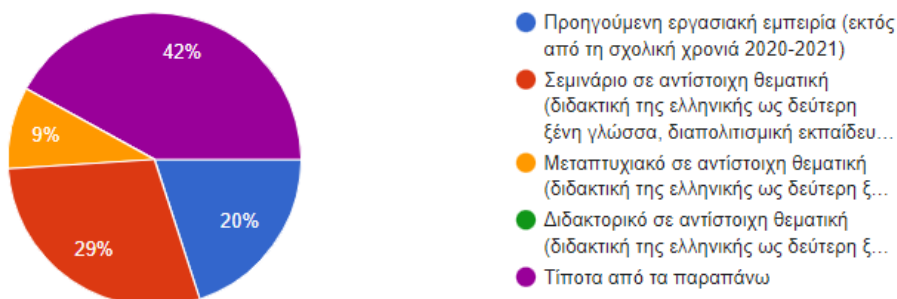 42%
9%
29%
20%
Προηγούμενη εργασιακή εμπειρία (εκτός
από τη σχολική χρονιά 2020-2021)
Σεμινάριο σε αντίστοιχη θεματική
(διδακτική της ελληνικής ως δεύτερη
ξένη γλώσσα, διαπολιτισμική εκπαίδευ…
Μεταπτυχιακό σε αντίστοιχη θεματική
(διδακτική της ελληνικής ως δεύτερη ξ…
Διδακτορικό σε αντίστοιχη θεματική
(διδακτική της ελληνικής ως δεύτερη ξ…
Τίποτα από τα παραπάνω